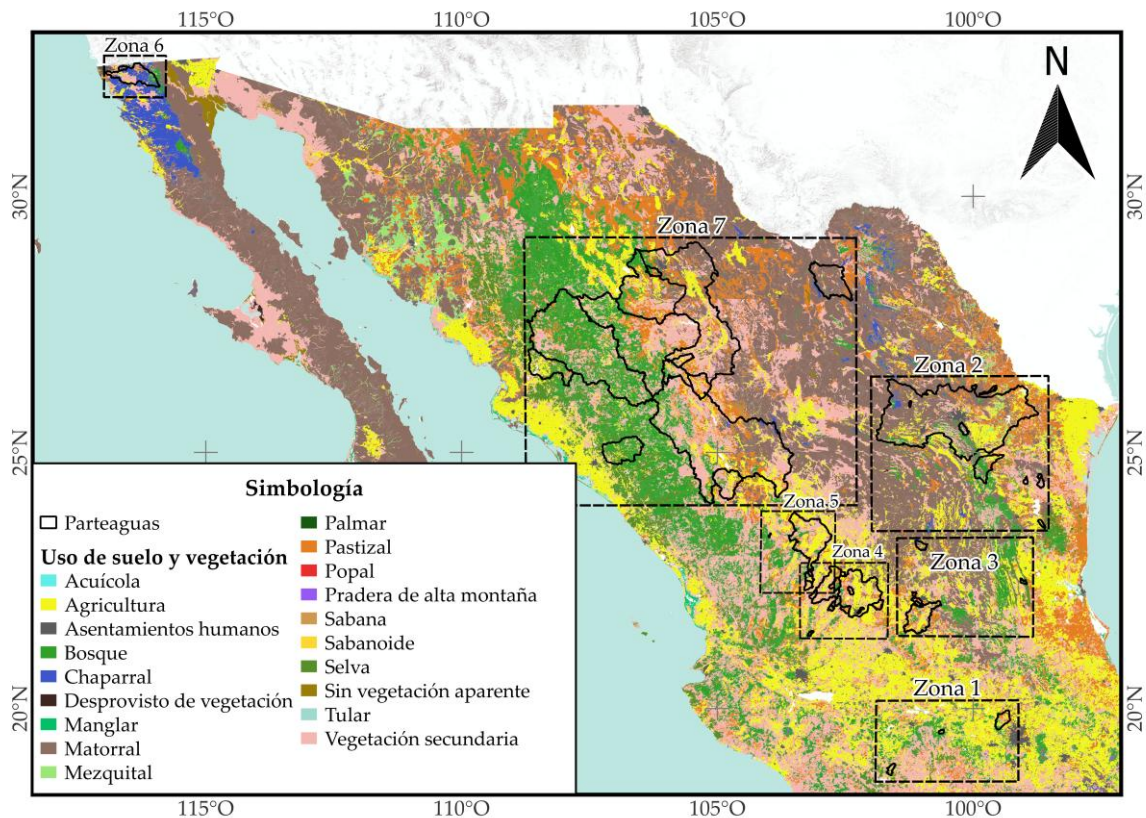 115°O 110°O 105°O 100°O
Zona 6
N
30°N 30°N
Zona 7
Zona 2
25°N 25°N
Simbología
Parteaguas
Uso de suelo y vegetación
Acuícola
Agricultura
Asentamientos humanos
Bosque
Chaparral
Desprovisto de vegetación
Manglar
Matorral
Mezquital
Palmar
Pastizal
Popal
Pradera de alta montaña
Sabana
Sabanoide
Selva
Sin vegetación aparente
Tular
Vegetación secundaria
Zona 5
Zona 4
Zona 3
20°N 20°N
Zona 1
115°O 110°O 105°O 100°O